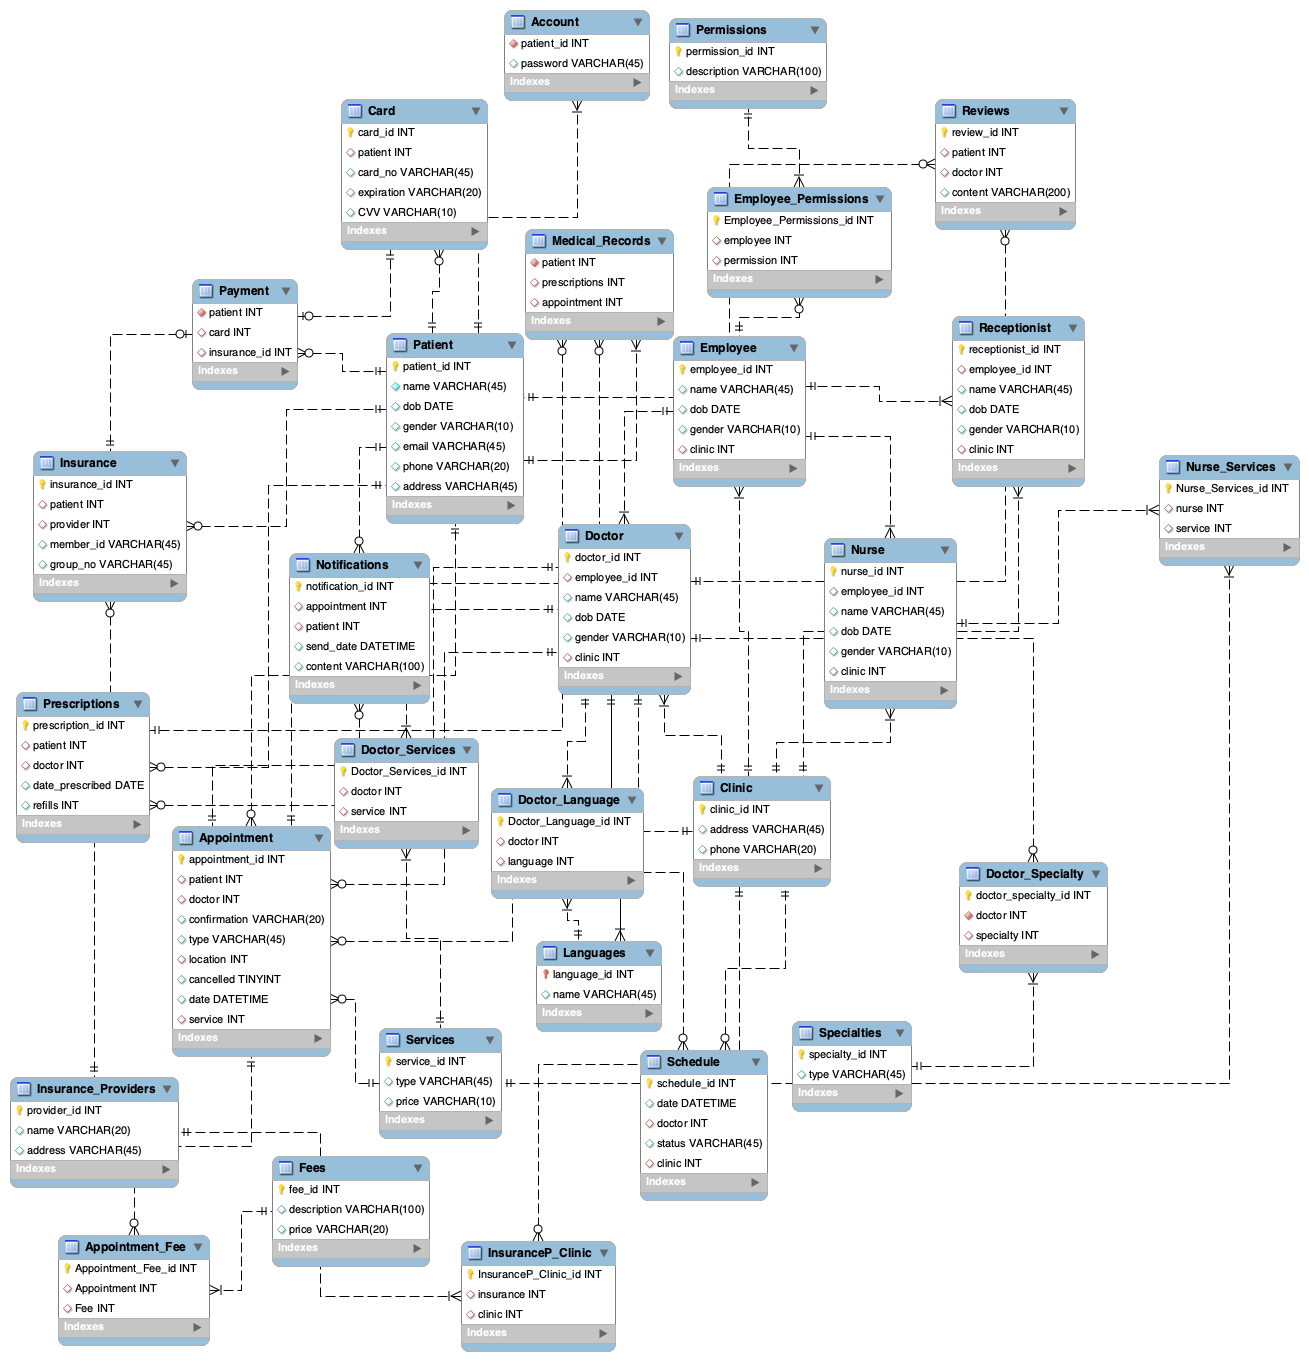 Account
patient_id INT
password VARCHAR(45)
Indexes
Permissions
permission_id INT
description VARCHAR(100)
Indexes
Card
card_id INT
patient INT
card_no VARCHAR(45)
expiration VARCHAR(20)
CVV VARCHAR(10)
Indexes
Reviews
review_id INT
patient INT
doctor INT
content VARCHAR(200)
Indexes
Employee_Permissions
Employee_Permissions_id INT
employee INT
permission INT
Indexes
Medical_Records
patient INT
prescriptions INT
appointment INT
Indexes
Payment
patient INT
card INT
insurance_id INT
Indexes
Patient
patient_id INT
name VARCHAR(45)
dob DATE
gender VARCHAR(10)
email VARCHAR(45)
phone VARCHAR(20)
address VARCHAR(45)
Indexes
Employee
employee_id INT
name VARCHAR(45)
dob DATE
gender VARCHAR(10)
clinic INT
Indexes
Receptionist
receptionist_id INT
employee_id INT
name VARCHAR(45)
dob DATE
gender VARCHAR(10)
clinic INT
Indexes
Insurance
insurance_id INT
patient INT
provider INT
member_id VARCHAR(45)
group_no VARCHAR(45)
Indexes
Nurse_Services
Nurse_Services_id INT
nurse INT
service INT
Indexes
Doctor
doctor_id INT
employee_id INT
name VARCHAR(45)
dob DATE
gender VARCHAR(10)
clinic INT
Indexes
Nurse
nurse_id INT
employee_id INT
name VARCHAR(45)
dob DATE
gender VARCHAR(10)
clinic INT
Indexes
Notifications
notification_id INT
appointment INT
patient INT
send_date DATETIME
content VARCHAR(100)
Indexes
Prescriptions
prescription_id INT
patient INT
doctor INT
date_prescribed DATE
refills INT
Indexes
Doctor_Services
Doctor_Services_id INT
doctor INT
service INT
Indexes
Doctor_Language
Doctor_Language_id INT
doctor INT
language INT
Indexes
Clinic
clinic_id INT
address VARCHAR(45)
phone VARCHAR(20)
Indexes
Appointment
appointment_id INT
patient INT
doctor INT
confirmation VARCHAR(20)
type VARCHAR(45)
location INT
cancelled TINYINT
date DATETIME
service INT
Indexes
Doctor_Specialty
doctor_specialty_id INT
doctor INT
specialty INT
Indexes
Languages
language_id INT
name VARCHAR(45)
Indexes
Services
service_id INT
type VARCHAR(45)
price VARCHAR(10)
Indexes
Specialties
specialty_id INT
type VARCHAR(45)
Indexes
Schedule
schedule_id INT
date DATETIME
doctor INT
status VARCHAR(45)
clinic INT
Indexes
Insurance_Providers
provider_id INT
name VARCHAR(20)
address VARCHAR(45)
Indexes
Fees
fee_id INT
description VARCHAR(100)
price VARCHAR(20)
Indexes
Appointment_Fee
Appointment_Fee_id INT
Appointment INT
Fee INT
Indexes
InsuranceP_Clinic
InsuranceP_Clinic_id INT
insurance INT
clinic INT
Indexes